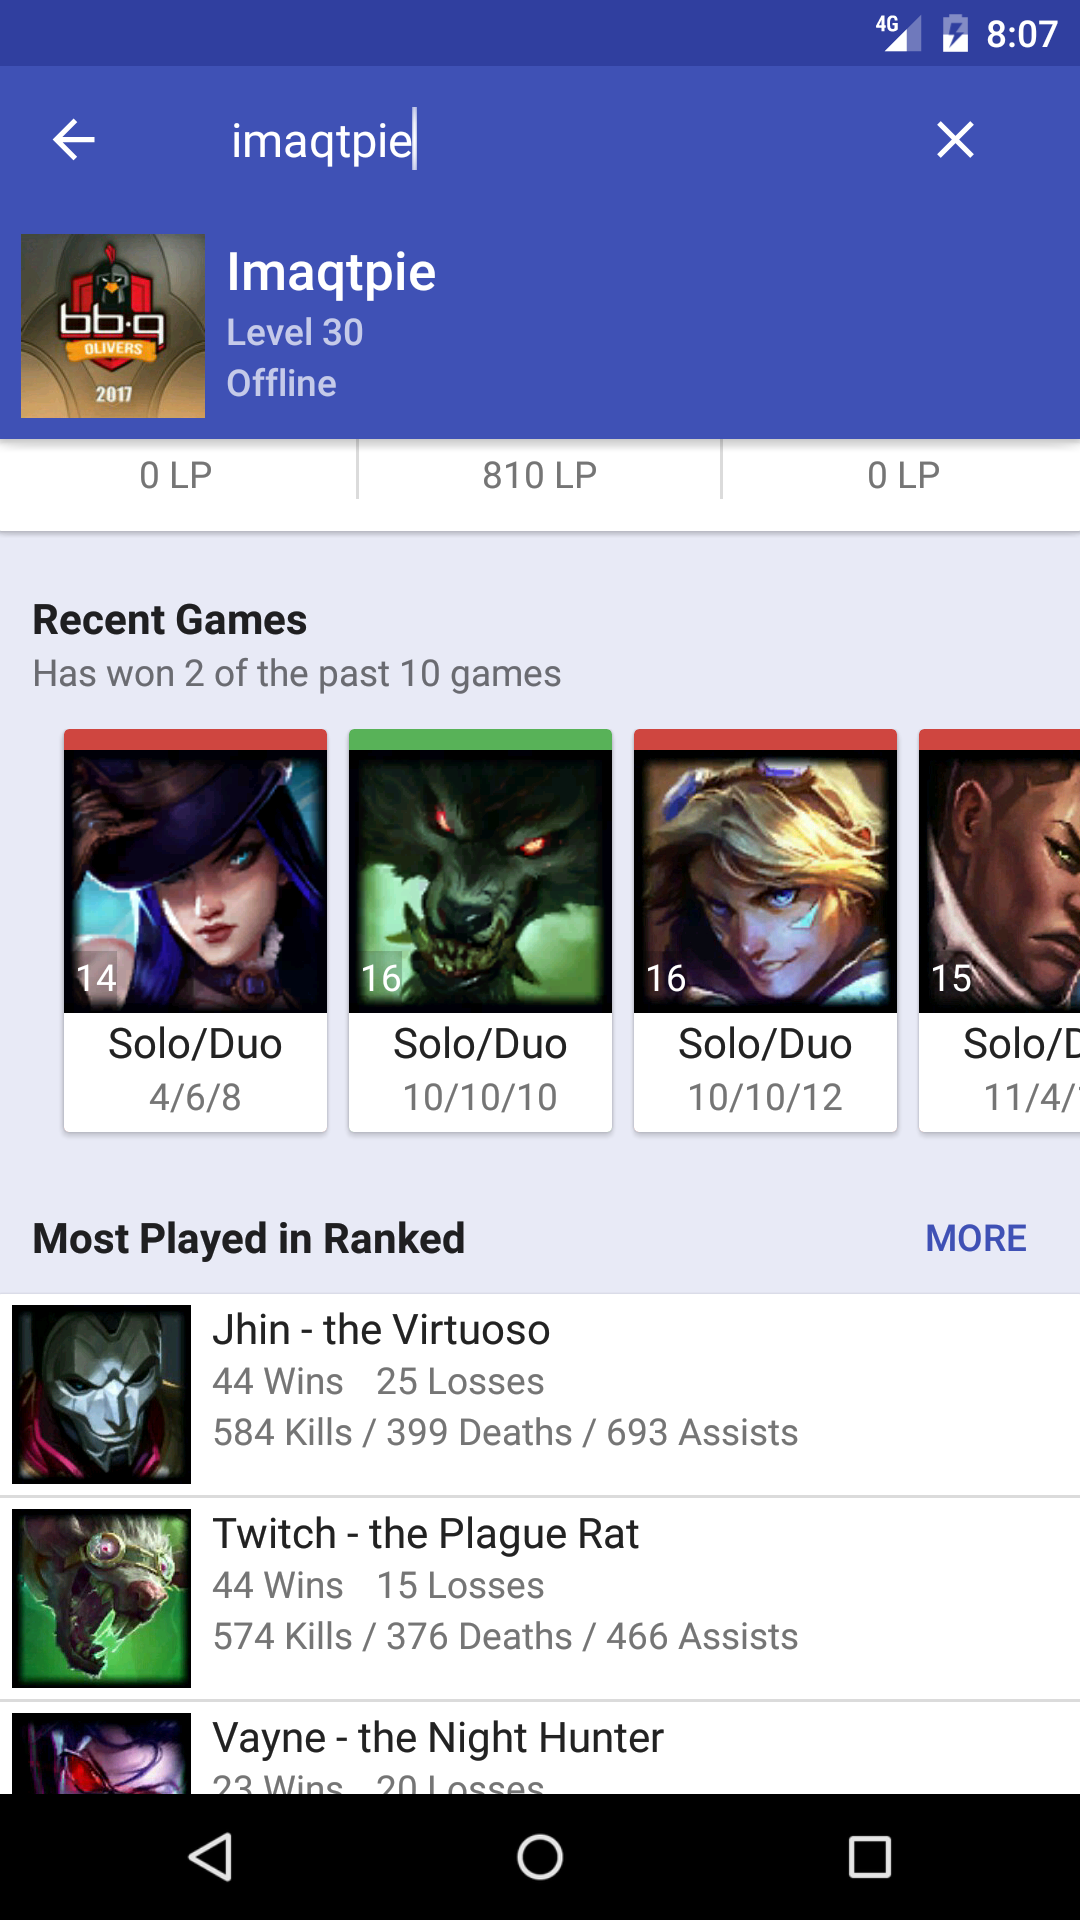 4G 8:07
imaqtpie
bb.q
OLIVERS
2017
Imaqtpie
Level 30
Offline
0 LP 810 LP 0 LP
Recent Games
Has won 2 of the past 10 games
14 16 16 15
Solo/Duo Solo/Duo Solo/Duo Solo/D
4/6/8 10/10/10 10/10/12 11/4/
Most Played in Ranked MORE
Jhin - the Virtuoso
44 Wins 25 Losses
584 Kills / 399 Deaths / 693 Assists
Twitch - the Plague Rat
44 Wins 15 Losses
574 Kills / 376 Deaths / 466 Assists
Vayne - the Night Hunter
23 Wins 20 Losses